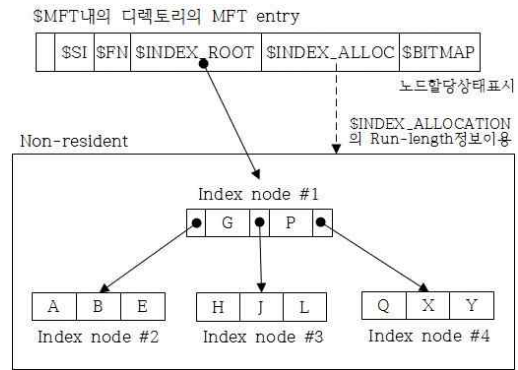 $MFT내의 디렉토리의 MFT entry
$SI $FN $INDEX_ROOT $INDEX_ALLOC $BITMAP
노드할당상태표시
$INDEX_ALLOCATION
의 Run-length정보이용
Non-resident
Index node #1
G P
A B E H J L Q X Y
Index node #2 Index node #3 Index node #4